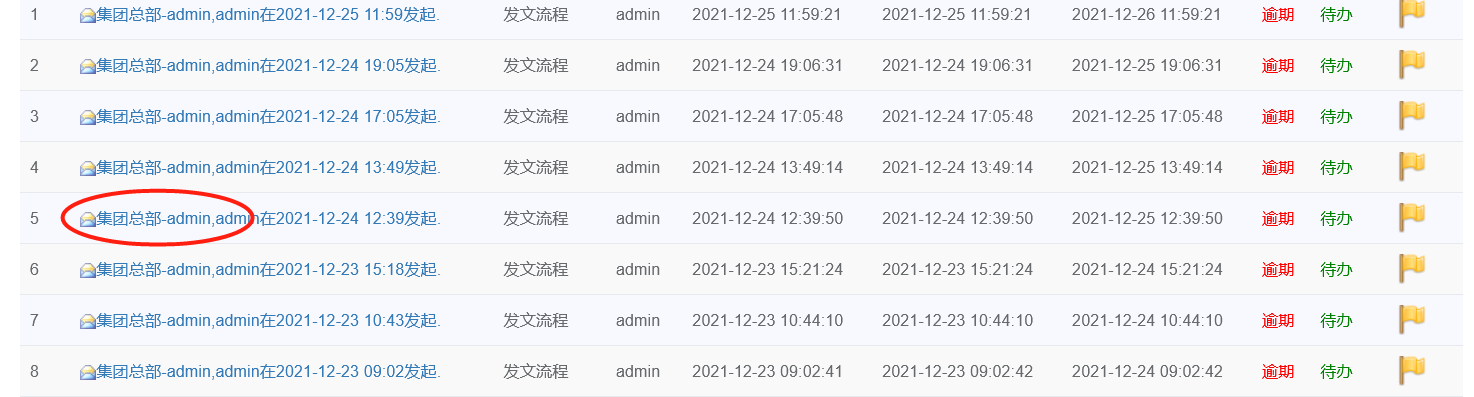 1 集团总部-admin,admin在2021-12-25 11:59发起. 发文流程 admin 2021-12-25 11:59:21 2021-12-25 11:59:21 2021-12-26 11:59:21 逾期 待办
2 集团总部-admin,admin在2021-12-24 19:05发起. 发文流程 admin 2021-12-24 19:06:31 2021-12-24 19:06:31 2021-12-25 19:06:31 逾期 待办
3 集团总部-admin,admin在2021-12-24 17:05发起. 发文流程 admin 2021-12-24 17:05:48 2021-12-24 17:05:48 2021-12-25 17:05:48 逾期 待办
4 集团总部-admin,admin在2021-12-24 13:49发起. 发文流程 admin 2021-12-24 13:49:14 2021-12-24 13:49:14 2021-12-25 13:49:14 逾期 待办
5 集团总部-admin,admin在2021-12-24 12:39发起. 发文流程 admin 2021-12-24 12:39:50 2021-12-24 12:39:50 2021-12-25 12:39:50 逾期 待办
6 集团总部-admin,admin在2021-12-23 15:18发起. 发文流程 admin 2021-12-23 15:21:24 2021-12-23 15:21:24 2021-12-24 15:21:24 逾期 待办
7 集团总部-admin,admin在2021-12-23 10:43发起. 发文流程 admin 2021-12-23 10:44:10 2021-12-23 10:44:10 2021-12-24 10:44:10 逾期 待办
8 集团总部-admin,admin在2021-12-23 09:02发起. 发文流程 admin 2021-12-23 09:02:41 2021-12-23 09:02:42 2021-12-24 09:02:42 逾期 待办